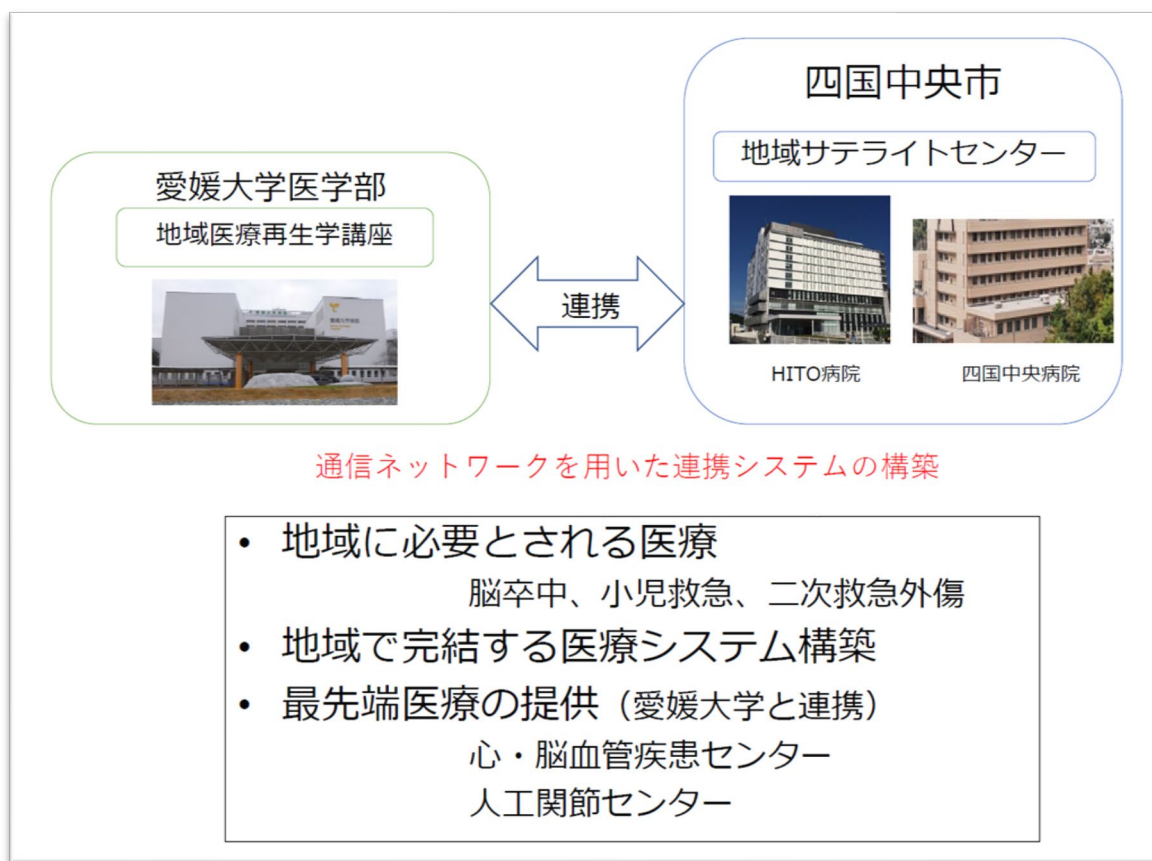 四国中央市
地域サテライトセンター
愛媛大学医学部
地域医療再生学講座
連携
HITO病院
四国中央病院
通信ネットワークを用いた連携システムの構築
• 地域に必要とされる医療
脳卒中、小児救急、二次救急外傷
• 地域で完結する医療システム構築
• 最先端医療の提供（愛媛大学と連携）
心・脳血管疾患センター
人工関節センター